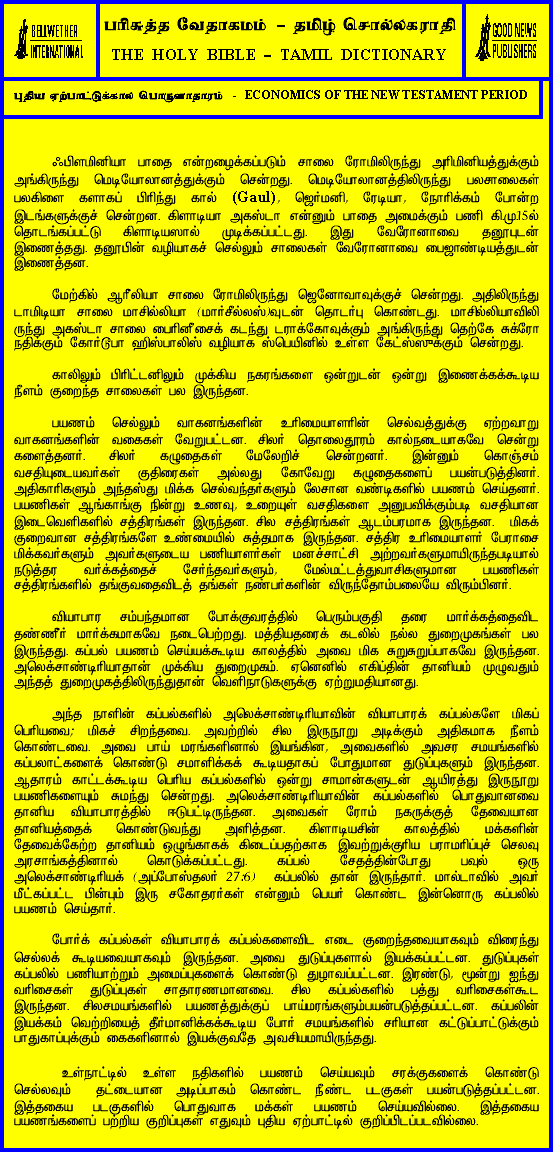 BELLWETHER
INTERNATIONAL
பரிசுத்த வேதாகமம் – தமிழ் சொல்லகராதி
THE HOLY BIBLE – TAMIL DICTIONARY
GOOD NEWS
PUBLISHERS
புதிய ஏற்பாட்டுக்கால பொருளாதாரம் - ECONOMICS OF THE NEW TESTAMENT PERIOD
ஃபிளமினியா பாதை என்றழைக்கப்படும் சாலை ரோமிலிருந்து அரிமினியத்துக்கும்
அங்கிருந்து மெடியோலானத்துக்கும் சென்றது. மெடியோலானத்திலிருந்து பலசாலைகள்
பலகிளை களாகப் பிரிந்து கால் (Gaul), ஜெர்மனி, ரேடியா, நோரிக்கம் போன்ற
இடங்களுக்குச் சென்றன. கிளாடியா அகஸ்டா என்னும் பாதை அமைக்கும் பணி கி.மு15ல்
தொடங்கப்பட்டு கிளாடியஸால் முடிக்கப்பட்டது. இது வேரோனாவை தனூபுடன்
இணைத்தது. தனூபின் வழியாகச் செல்லும் சாலைகள் வேரோனாவை பைஜாண்டியத்துடன்
இணைத்தன.
மேற்கில் ஆரீலியா சாலை ரோமிலிருந்து ஜெனோவாவுக்குச் சென்றது. அதிலிருந்து
டாமிடியா சாலை மாசில்லியா (மார்சீல்லஸ்)வுடன் தொடர்பு கொண்டது. மாசில்லியாவிலி
ருந்து அகஸ்டா சாலை பைரினீசைக் கடந்து டராக்கோவுக்கும் அங்கிருந்து தெற்கே சுக்ரோ
நதிக்கும் கோர்டூபா ஹிஸ்பாலிஸ் வழியாக ஸ்பெயினில் உள்ள கேட்ஸ்ஸுக்கும் சென்றது.
காலிலும் பிரிட்டனிலும் முக்கிய நகரங்களை ஒன்றுடன் ஒன்று இணைக்கக்கூடிய
நீளம் குறைந்த சாலைகள் பல இருந்தன.
பயணம் செல்லும் வாகனங்களின் உரிமையாளரின் செல்வத்துக்கு ஏற்றவாறு
வாகனங்களின் வகைகள் வேறுபட்டன. சிலர் தொலைதூரம் கால்நடையாகவே சென்று
களைத்தனர். சிலர் கழுதைகள் மேலேறிச் சென்றனர். இன்னும் கொஞ்சம்
வசதியுடையவர்கள் குதிரைகள் அல்லது கோவேறு கழுதைகளைப் பயன்படுத்தினர்.
அதிகாரிகளும் அந்தஸ்து மிக்க செல்வந்தர்களும் லேசான வண்டிகளில் பயணம் செய்தனர்.
பயணிகள் ஆங்காங்கு நின்று உணவு, உறையுள் வசதிகளை அனுபவிக்கும்படி வசதியான
இடைவெளிகளில் சத்திரங்கள் இருந்தன. சில சத்திரங்கள் ஆடம்பரமாக இருந்தன. மிகக்
குறைவான சத்திரங்களே உண்மையில் சுத்தமாக இருந்தன. சத்திர உரிமையாளர் பேராசை
மிக்கவர்களும் அவர்களுடைய பணியாளர்கள் மனச்சாட்சி அற்றவர்களுமாயிருந்தபடியால்
நடுத்தர வர்க்கத்தைச் சேர்ந்தவர்களும், மேல்மட்டத்துவாசிகளுமான பயணிகள்
சத்திரங்களில் தங்குவதைவிடத் தங்கள் நண்பர்களின் விருந்தோம்பலையே விரும்பினர்.
வியாபார சம்பந்தமான போக்குவரத்தில் பெரும்பகுதி தரை மார்க்கத்தைவிட
தண்ணீர் மார்க்கமாகவே நடைபெற்றது. மத்தியதரைக் கடலில் நல்ல துறைமுகங்கள் பல
இருந்தது. கப்பல் பயணம் செய்யக்கூடிய காலத்தில் அவை மிக சுறுசுறுப்பாகவே இருந்தன.
அலெக்சாண்டிரியாதான் முக்கிய துறைமுகம். ஏனெனில் எகிப்தின் தானியம் முழுவதும்
அந்தத் துறைமுகத்திலிருந்துதான் வெளிநாடுகளுக்கு ஏற்றுமதியானது.
அந்த நாளின் கப்பல்களில் அலெக்சாண்டிரியாவின் வியாபாரக் கப்பல்களே மிகப்
பெரியவை; மிகச் சிறந்தவை. அவற்றில் சில இருநூறு அடிக்கும் அதிகமாக நீளம்
கொண்டவை. அவை பாய் மரங்களினால் இயங்கின, அவைகளில் அவசர சமயங்களில்
கப்பலாட்களைக் கொண்டு சமாளிக்கக் கூடியதாகப் போதுமான துடுப்புகளும் இருந்தன.
ஆதாரம் காட்டக்கூடிய பெரிய கப்பல்களில் ஒன்று சாமான்களுடன் ஆயிரத்து இருநூறு
பயணிகளையும் சுமந்து சென்றது. அலெக்சாண்டிரியாவின் கப்பல்களில் பொதுவானவை
தானிய வியாபாரத்தில் ஈடுபட்டிருந்தன. அவைகள் ரோம் நகருக்குத் தேவையான
தானியத்தைக் கொண்டுவந்து அளித்தன. கிளாடியசின் காலத்தில் மக்களின்
தேவைக்கேற்ற தானியம் ஒழுங்காகக் கிடைப்பதற்காக இவற்றுக்குரிய பராமரிப்புச் செலவு
அரசாங்கத்தினால் கொடுக்கப்பட்டது. கப்பல் சேதத்தின்போது பவுல் ஒரு
அலெக்சாண்டிரியக் (அப்போஸ்தலர் 27:6) கப்பலில் தான் இருந்தார். மால்டாவில் அவர்
மீட்கப்பட்ட பின்பும் இரு சகோதரர்கள் என்னும் பெயர் கொண்ட இன்னொரு கப்பலில்
பயணம் செய்தார்.
போர்க் கப்பல்கள் வியாபாரக் கப்பல்களைவிட எடை குறைந்தவையாகவும் விரைந்து
செல்லக் கூடியவையாகவும் இருந்தன. அவை துடுப்புகளால் இயக்கப்பட்டன. துடுப்புகள்
கப்பலில் பணியாற்றும் அமைப்புகளைக் கொண்டு துழாவப்பட்டன. இரண்டு, மூன்று ஐந்து
வரிசைகள் துடுப்புகள் சாதாரணமானவை. சில கப்பல்களில் பத்து வரிசைகள்கூட
இருந்தன. சிலசமயங்களில் பயணத்துக்குப் பாய்மரங்களும்பயன்படுத்தப்பட்டன. கப்பலின்
இயக்கம் வெற்றியைத் தீர்மானிக்கக்கூடிய போர் சமயங்களில் சரியான கட்டுப்பாட்டுக்கும்
பாதுகாப்புக்கும் கைகளினால் இயக்குவதே அவசியமாயிருந்தது.
உள்நாட்டில் உள்ள நதிகளில் பயணம் செய்யவும் சரக்குகளைக் கொண்டு
செல்லவும் தட்டையான அடிப்பாகம் கொண்ட நீண்ட படகுகள் பயன்படுத்தப்பட்டன.
இத்தகைய படகுகளில் பொதுவாக மக்கள் பயணம் செய்யவில்லை. இத்தகைய
பயணங்களைப் பற்றிய குறிப்புகள் எதுவும் புதிய ஏற்பாட்டில் குறிப்பிடப்படவில்லை.